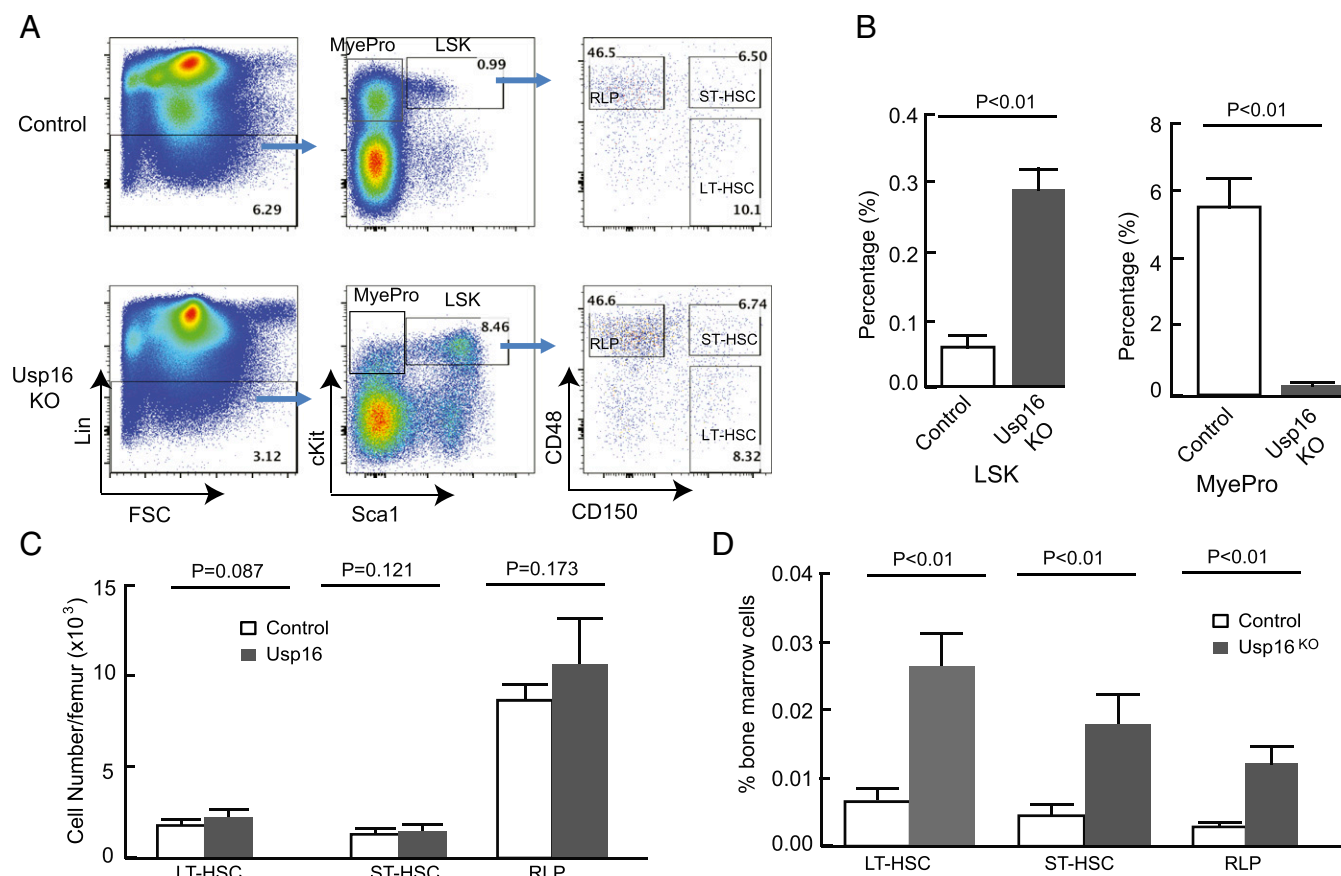 A
MyePro LSK
0.99
46.5
6.50
RLP
ST-HSC
Control
LT-HSC
6.29
10.1
MyePro LSK
8.46
46.6
6.74
RLP
ST-HSC
Usp16
KO
Lin
cKit
CD48
LT-HSC
3.12
8.32
FSC
Sca1
CD150
B
P<0.01
0.4
0.3
0.2
0.1
0.0
Percentage (%)
Control
Usp16
KO
LSK
P<0.01
8
6
4
2
0
Percentage (%)
Control
Usp16
KO
MyePro
C
P=0.087
P=0.121
P=0.173
15
10
5
0
Cell Number/femur (x10³)
Control
Usp16
LT-HSC
ST-HSC
RLP
D
P<0.01
P<0.01
P<0.01
0.04
0.03
0.02
0.01
0.00
% bone marrow cells
Control
Usp16 KO
LT-HSC
ST-HSC
RLP